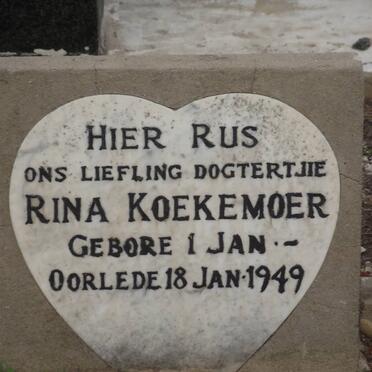 HIER RUS
ONS LIEFLING DOGTERTJIE
RINA KOEKEMOER
GEBORE 1 JAN. –
OORLEDE 18 JAN. 1949